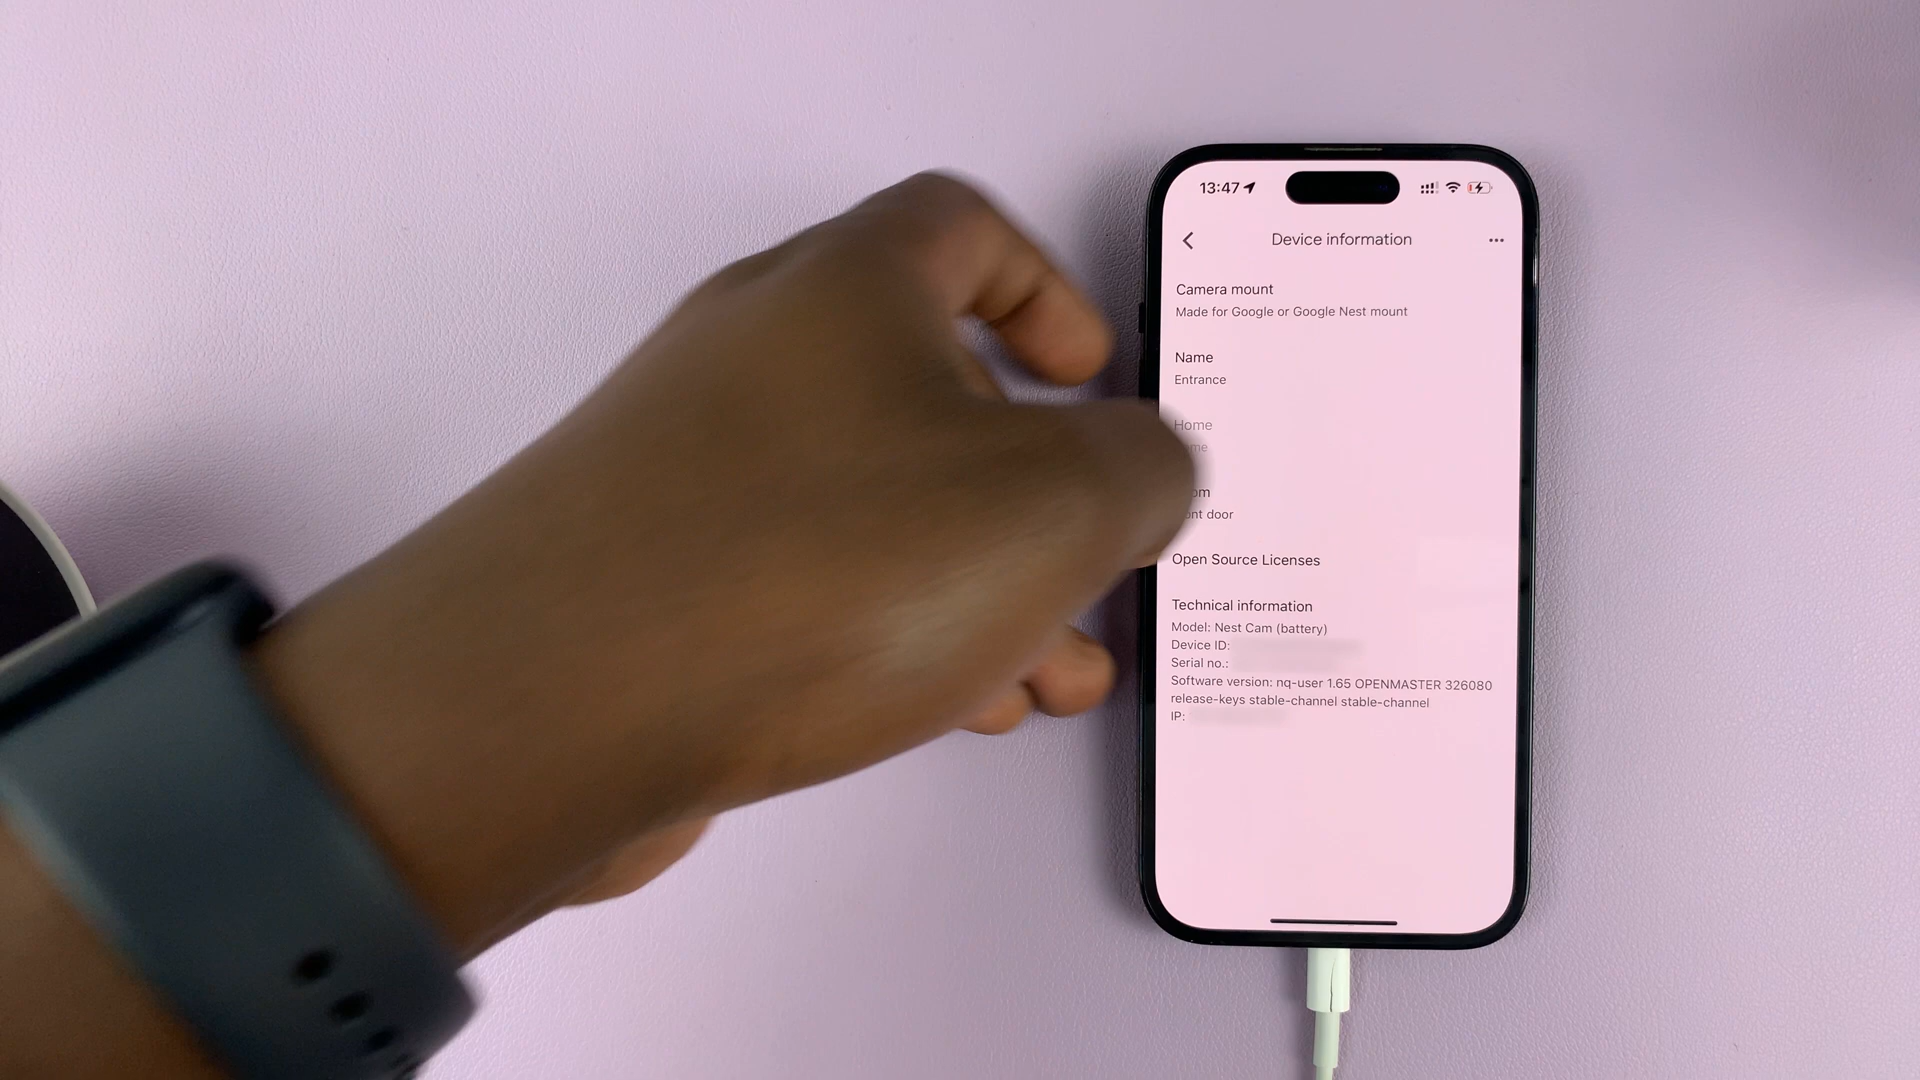 13:47
Device information
Camera mount
Made for Google or Google Nest mount
Name
Entrance
Home
door
Open Source Licenses
Technical information
Model: Nest Cam (battery)
Device ID:
Serial no.:
Software version: nq-user 1.65 OPENMASTER 326080
release-keys stable-channel stable-channel
IP: